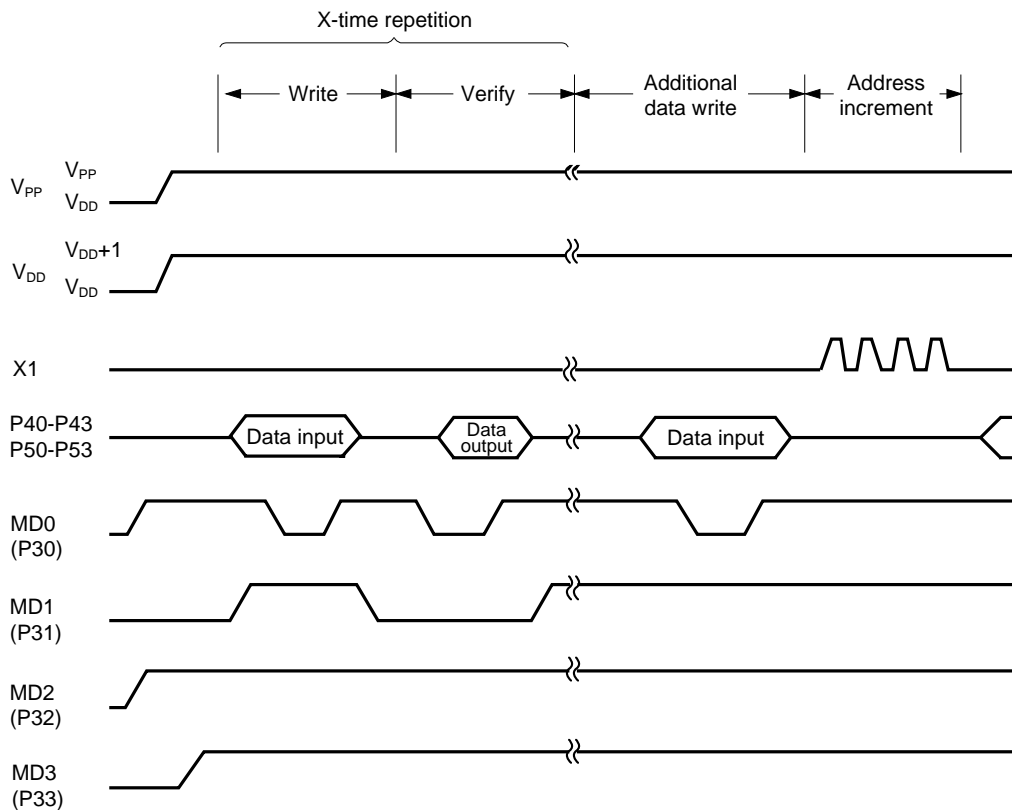 X-time repetition
Write
Verify
Additional
data write
Address
increment
VPP
VPP
VDD
VDD+1
VDD
VDD
X1
P40-P43
P50-P53
Data input
Data
output
Data input
MD0
(P30)
MD1
(P31)
MD2
(P32)
MD3
(P33)